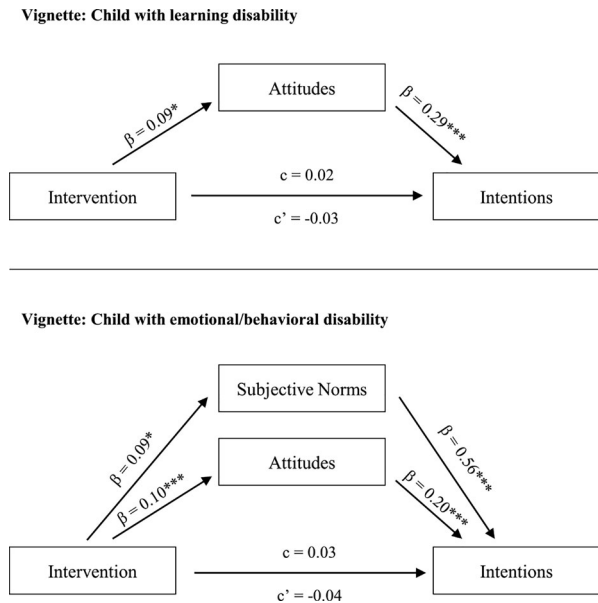 Vignette: Child with learning disability
Attitudes
β = 0.09*
β = 0.29***
Intervention
c = 0.02
c’ = -0.03
Intentions
Vignette: Child with emotional/behavioral disability
Subjective Norms
β = 0.09*
β = 0.56***
Attitudes
β = 0.10***
β = 0.20***
Intervention
c = 0.03
c’ = -0.04
Intentions